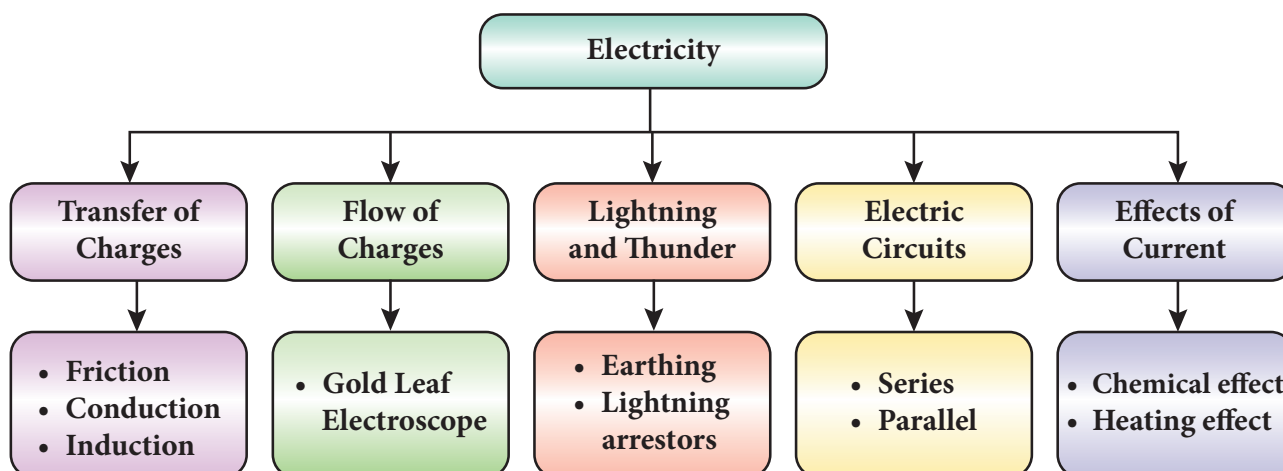 Electricity
Transfer of
Charges
Flow of
Charges
Lightning
and Thunder
Electric
Circuits
Effects of
Current
• Friction
• Conduction
• Induction
• Gold Leaf
Electroscope
• Earthing
• Lightning
arrestors
• Series
• Parallel
• Chemical effect
• Heating effect